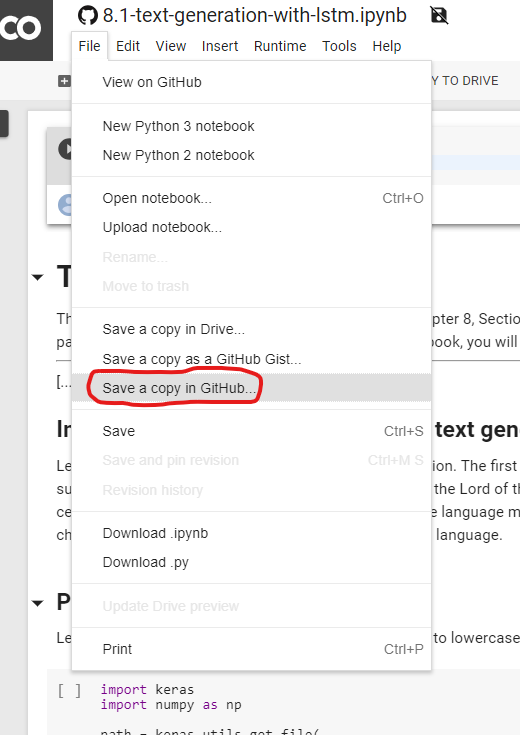 CO 8.1-text-generation-with-lstm.ipynb
File Edit View Insert Runtime Tools Help
View on GitHub
Y TO DRIVE
New Python 3 notebook
New Python 2 notebook
Open notebook... Ctrl+O
Upload notebook...
Rename...
Move to trash
T
Th pter 8, Sectio
Save a copy in Drive...
pa book, you will
Save a copy as a GitHub Gist...
[...
Save a copy in GitHub...
In text gen
Save Ctrl+S
Le ion. The first
Save and pin revision Ctrl+M S
su the Lord of th
Revision history
ce e language m
ch language.
Download .ipynb
Download .py
P
Update Drive preview
Le to lowercase
Print Ctrl+P
[ ] import keras
import numpy as np
path = keras.utils.get_file(